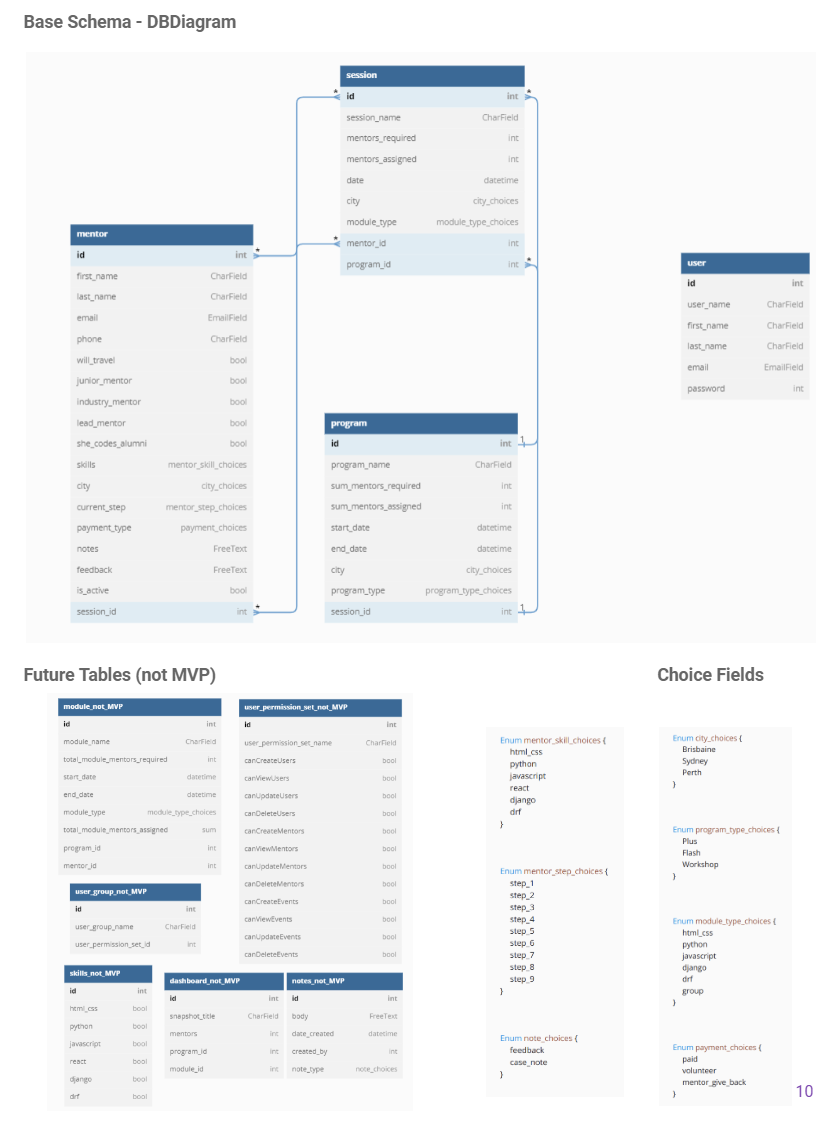 Base Schema - DBDiagram
session
id int
session_name CharField
mentors_required int
mentors_assigned int
date datetime
city city_choices
module_type module_type_choices
mentor_id int
program_id int
mentor
id int
first_name CharField
last_name CharField
email EmailField
phone CharField
will_travel bool
junior_mentor bool
industry_mentor bool
lead_mentor bool
she_codes_alumni bool
skills mentor_skill_choices
city city_choices
current_step mentor_step_choices
payment_type payment_choices
notes FreeText
feedback FreeText
is_active bool
session_id int
program
id int
program_name CharField
sum_mentors_required int
sum_mentors_assigned int
start_date datetime
end_date datetime
city city_choices
program_type program_type_choices
session_id int
user
id int
user_name CharField
first_name CharField
last_name CharField
email EmailField
password int
* * * * * * 1 1
Future Tables (not MVP)
module_not_MVP
id int
module_name CharField
total_module_mentors_required int
start_date datetime
end_date datetime
module_type module_type_choices
total_module_mentors_assigned sum
program_id int
mentor_id int
user_group_not_MVP
id int
user_group_name CharField
user_permission_set_id int
user_permission_set_not_MVP
id int
user_permission_set_name CharField
canCreateUsers bool
canViewUsers bool
canUpdateUsers bool
canDeleteUsers bool
canCreateMentors bool
canViewMentors bool
canUpdateMentors bool
canDeleteMentors bool
canCreateEvents bool
canViewEvents bool
canUpdateEvents bool
canDeleteEvents bool
skills_not_MVP
id int
html_css bool
python bool
javascript bool
react bool
django bool
drf bool
dashboard_not_MVP
id int
snapshot_title CharField
mentors int
program_id int
module_id int
notes_not_MVP
id int
body FreeText
date_created datetime
created_by int
note_type note_choices
Choice Fields
Enum mentor_skill_choices {
html_css
python
javascript
react
django
drf
}
Enum mentor_step_choices {
step_1
step_2
step_3
step_4
step_5
step_6
step_7
step_8
step_9
}
Enum note_choices {
feedback
case_note
}
Enum city_choices {
Brisbaine
Sydney
Perth
}
Enum program_type_choices {
Plus
Flash
Workshop
}
Enum module_type_choices {
html_css
python
javascript
django
drf
group
}
Enum payment_choices {
paid
volunteer
mentor_give_back
}
10